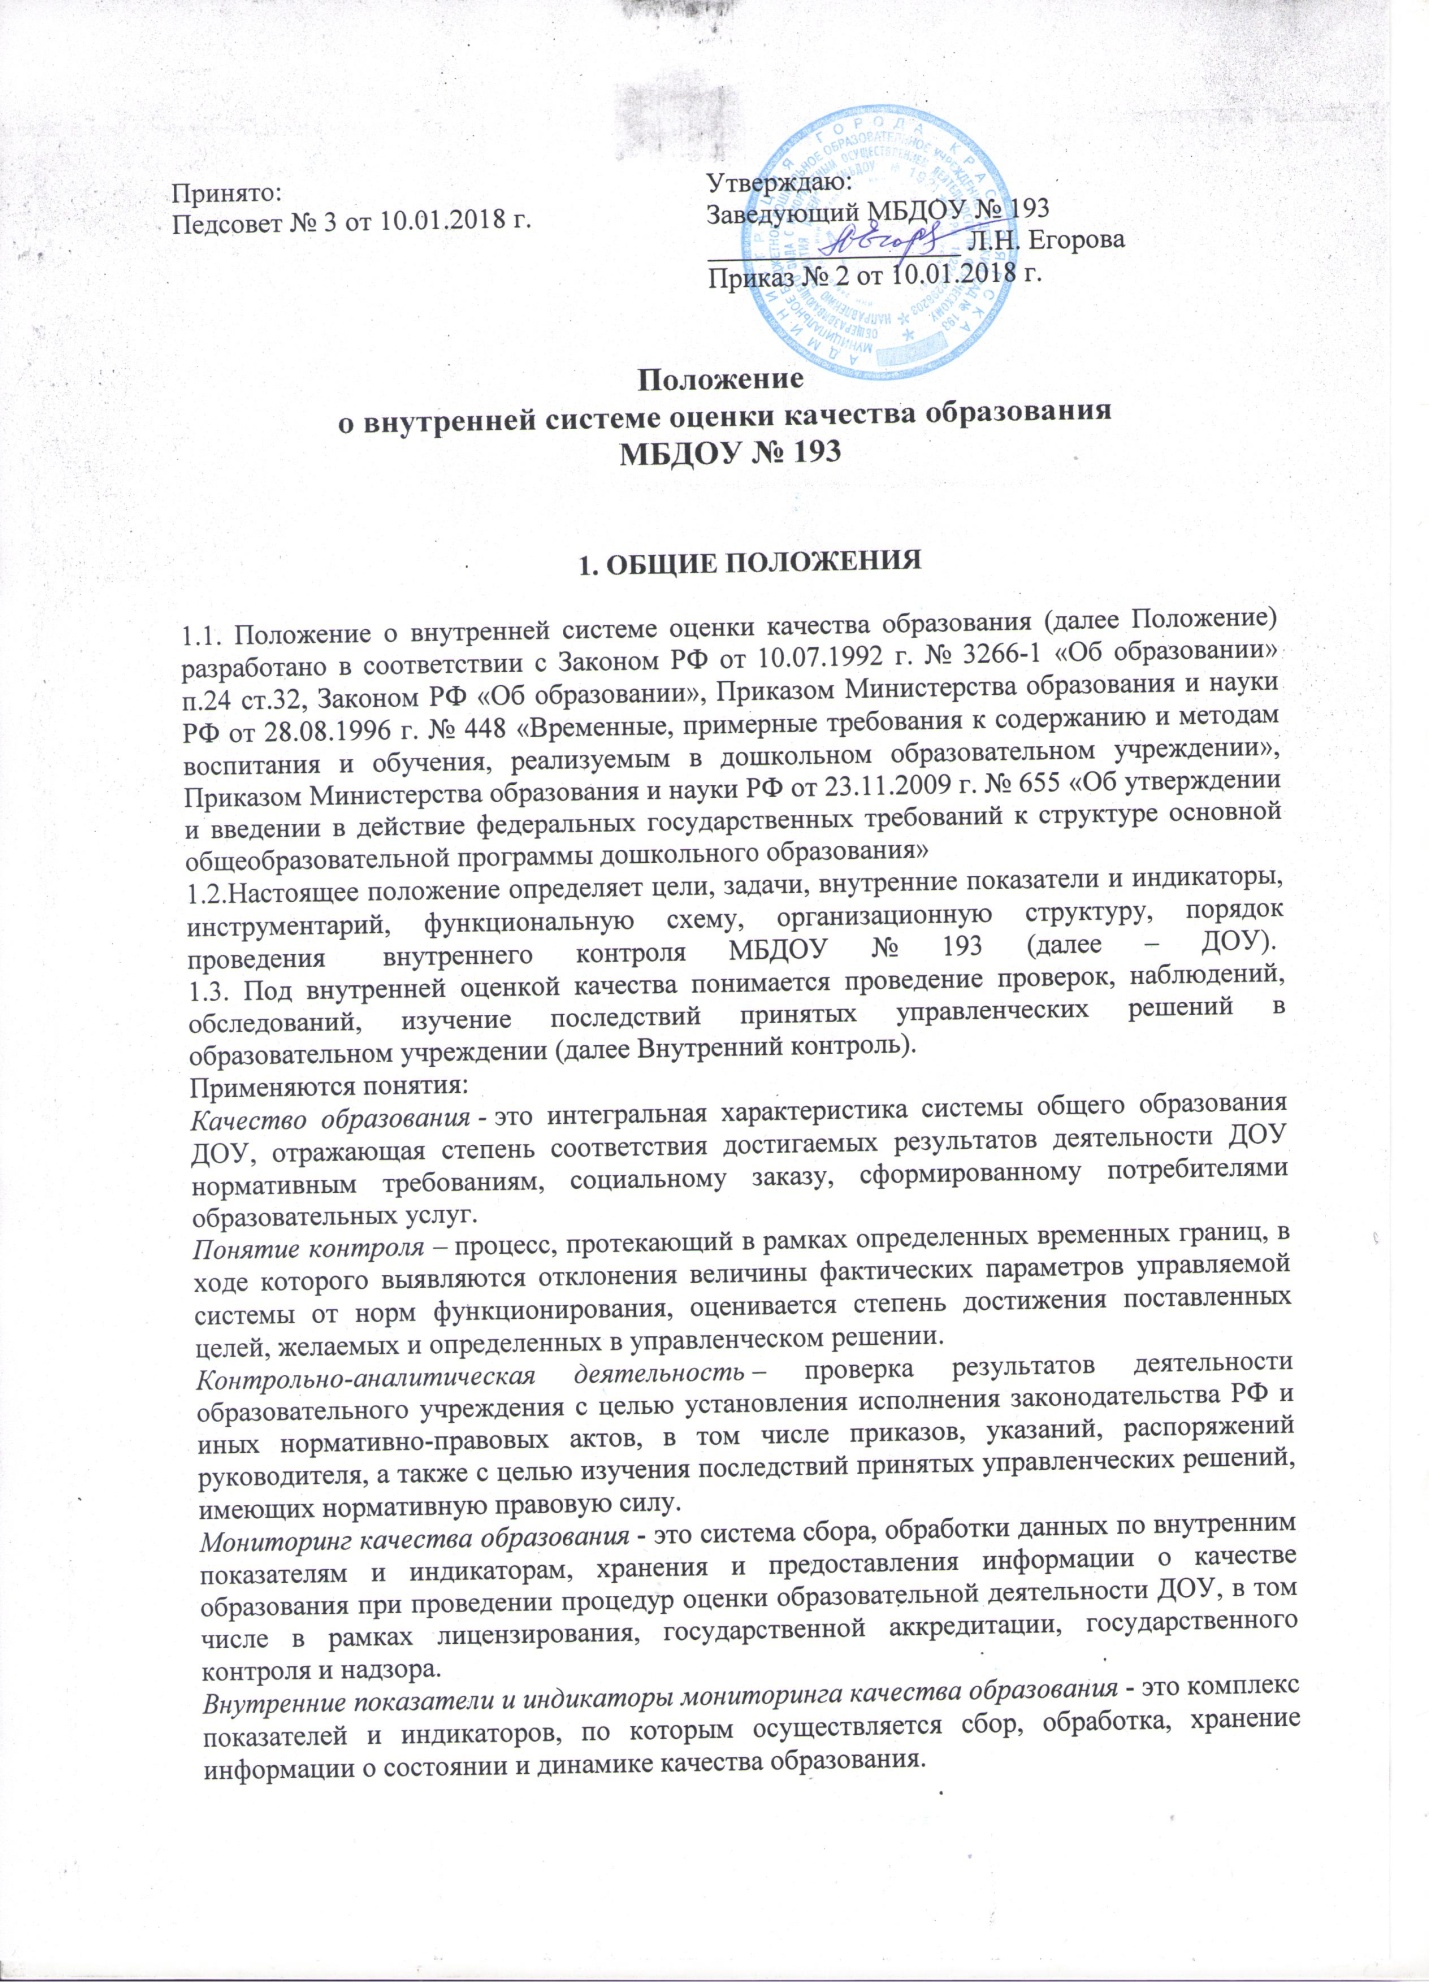 Принято:
Педсовет № 3 от 10.01.2018 г.
Утверждаю:
Заведующий МБДОУ № 193
Л.Н. Егорова
Приказ № 2 от 10.01.2018 г.
АДМИНИСТРАЦИЯ ГОРОДА КРАСНОЯРСКА
Положение
о внутренней системе оценки качества образования
МБДОУ № 193
1. ОБЩИЕ ПОЛОЖЕНИЯ
1.1. Положение о внутренней системе оценки качества образования (далее Положение)
разработано в соответствии с Законом РФ от 10.07.1992 г. № 3266-1 «Об образовании»
п.24 ст.32, Законом РФ «Об образовании», Приказом Министерства образования и науки
РФ от 28.08.1996 г. № 448 «Временные, примерные требования к содержанию и методам
воспитания и обучения, реализуемым в дошкольном образовательном учреждении»,
Приказом Министерства образования и науки РФ от 23.11.2009 г. № 655 «Об утверждении
и введении в действие федеральных государственных требований к структуре основной
общеобразовательной программы дошкольного образования»
1.2.Настоящее положение определяет цели, задачи, внутренние показатели и индикаторы,
инструментарий, функциональную схему, организационную структуру, порядок
проведения внутреннего контроля МБДОУ № 193 (далее – ДОУ).
1.3. Под внутренней оценкой качества понимается проведение проверок, наблюдений,
обследований, изучение последствий принятых управленческих решений в
образовательном учреждении (далее Внутренний контроль).
Применяются понятия:
Качество образования - это интегральная характеристика системы общего образования
ДОУ, отражающая степень соответствия достигаемых результатов деятельности ДОУ
нормативным требованиям, социальному заказу, сформированному потребителями
образовательных услуг.
Понятие контроля – процесс, протекающий в рамках определенных временных границ, в
ходе которого выявляются отклонения величины фактических параметров управляемой
системы от норм функционирования, оценивается степень достижения поставленных
целей, желаемых и определенных в управленческом решении.
Контрольно-аналитическая деятельность – проверка результатов деятельности
образовательного учреждения с целью установления исполнения законодательства РФ и
иных нормативно-правовых актов, в том числе приказов, указаний, распоряжений
руководителя, а также с целью изучения последствий принятых управленческих решений,
имеющих нормативную правовую силу.
Мониторинг качества образования - это система сбора, обработки данных по внутренним
показателям и индикаторам, хранения и предоставления информации о качестве
образования при проведении процедур оценки образовательной деятельности ДОУ, в том
числе в рамках лицензирования, государственной аккредитации, государственного
контроля и надзора.
Внутренние показатели и индикаторы мониторинга качества образования - это комплекс
показателей и индикаторов, по которым осуществляется сбор, обработка, хранение
информации о состоянии и динамике качества образования.